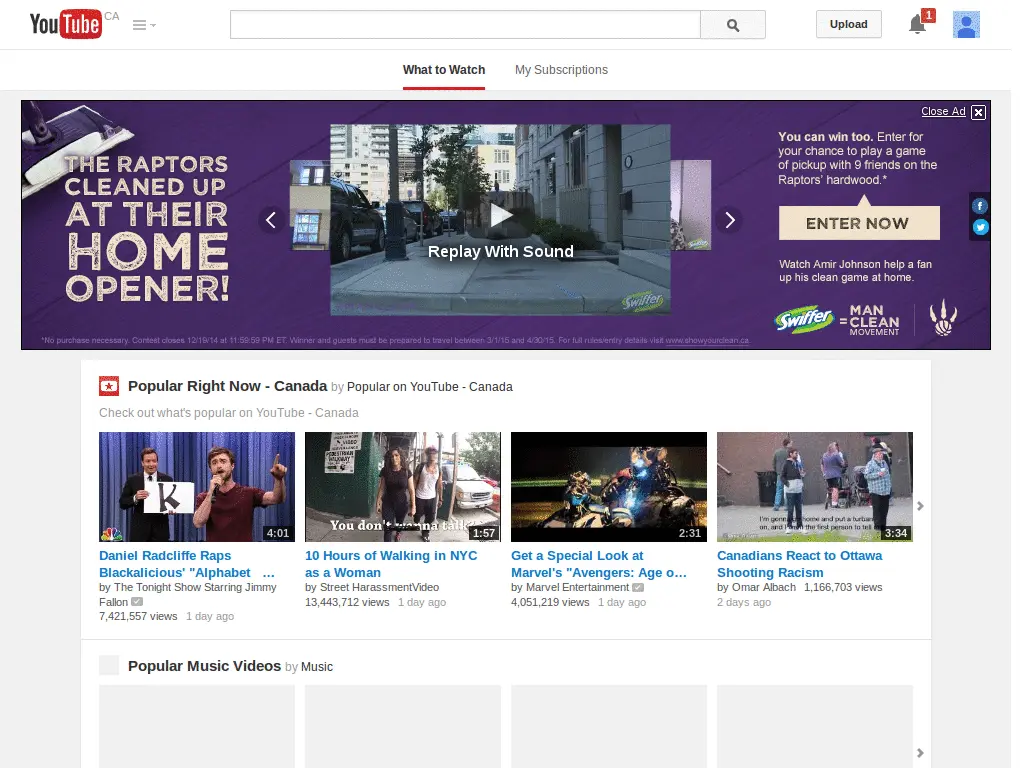 YouTube CA
Upload
1
What to Watch
My Subscriptions
Close Ad
THE RAPTORS
CLEANED UP
AT THEIR
HOME
OPENER!
Replay With Sound
Swiffer
You can win too. Enter for
your chance to play a game
of pickup with 9 friends on the
Raptors' hardwood.*
ENTER NOW
Watch Amir Johnson help a fan
up his clean game at home.
Swiffer = MAN
CLEAN
MOVEMENT
*No purchase necessary. Contest closes 12/19/14 at 11:59:59 PM ET. Winner and guests must be prepared to travel between 3/1/15 and 4/30/15. For full rules/entry details visit www.showyourclean.ca
Popular Right Now - Canada by Popular on YouTube - Canada
Check out what's popular on YouTube - Canada
K
4:01
PEDESTRIAN
WALKWAY
You don't wanna talk
1:57
2:31
I'm gonna go home and put a turban
on, and I'm the first person to tell
3:34
Daniel Radcliffe Raps
Blackalicious' "Alphabet ...
by The Tonight Show Starring Jimmy
Fallon
7,421,557 views 1 day ago
10 Hours of Walking in NYC
as a Woman
by Street HarassmentVideo
13,443,712 views 1 day ago
Get a Special Look at
Marvel's "Avengers: Age o...
by Marvel Entertainment
4,051,219 views 1 day ago
Canadians React to Ottawa
Shooting Racism
by Omar Albach 1,166,703 views
2 days ago
Popular Music Videos by Music